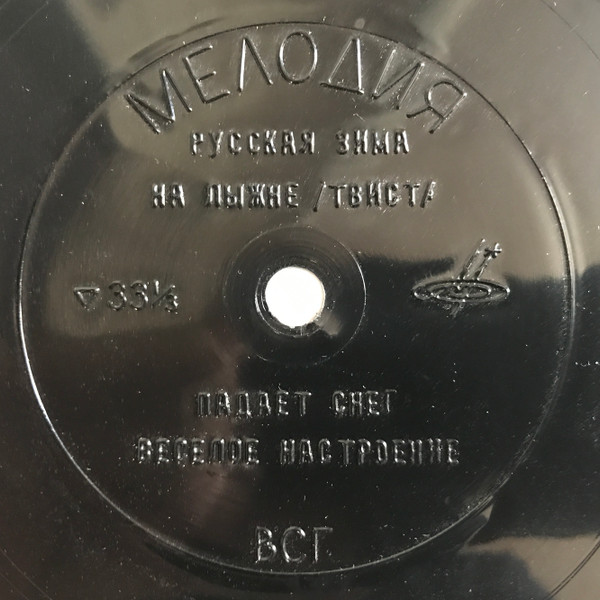 МЕЛОДИЯ
РУССКАЯ ЗИМА
НА ЛЫЖНЕ /ТВИСТ/
33⅓
ПАДАЕТ СНЕГ
ВЕСЕЛОЕ НАСТРОЕНИЕ
ВСГ